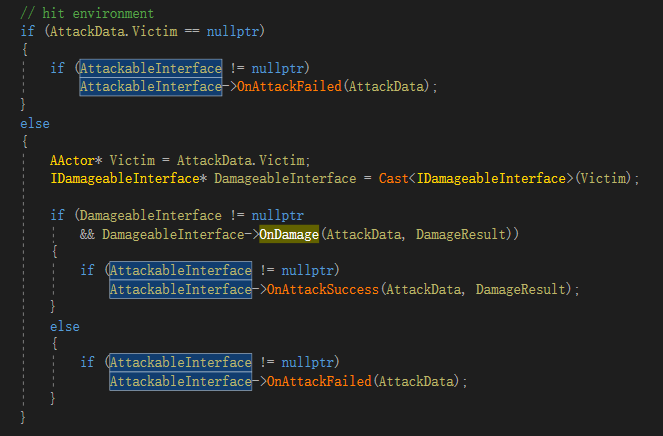 // hit environment
if (AttackData.Victim == nullptr)
{
if (AttackableInterface != nullptr)
AttackableInterface->OnAttackFailed(AttackData);
}
else
{
AActor* Victim = AttackData.Victim;
IDamageableInterface* DamageableInterface = Cast<IDamageableInterface>(Victim);
if (DamageableInterface != nullptr
&& DamageableInterface->OnDamage(AttackData, DamageResult))
{
if (AttackableInterface != nullptr)
AttackableInterface->OnAttackSuccess(AttackData, DamageResult);
}
else
{
if (AttackableInterface != nullptr)
AttackableInterface->OnAttackFailed(AttackData);
}
}